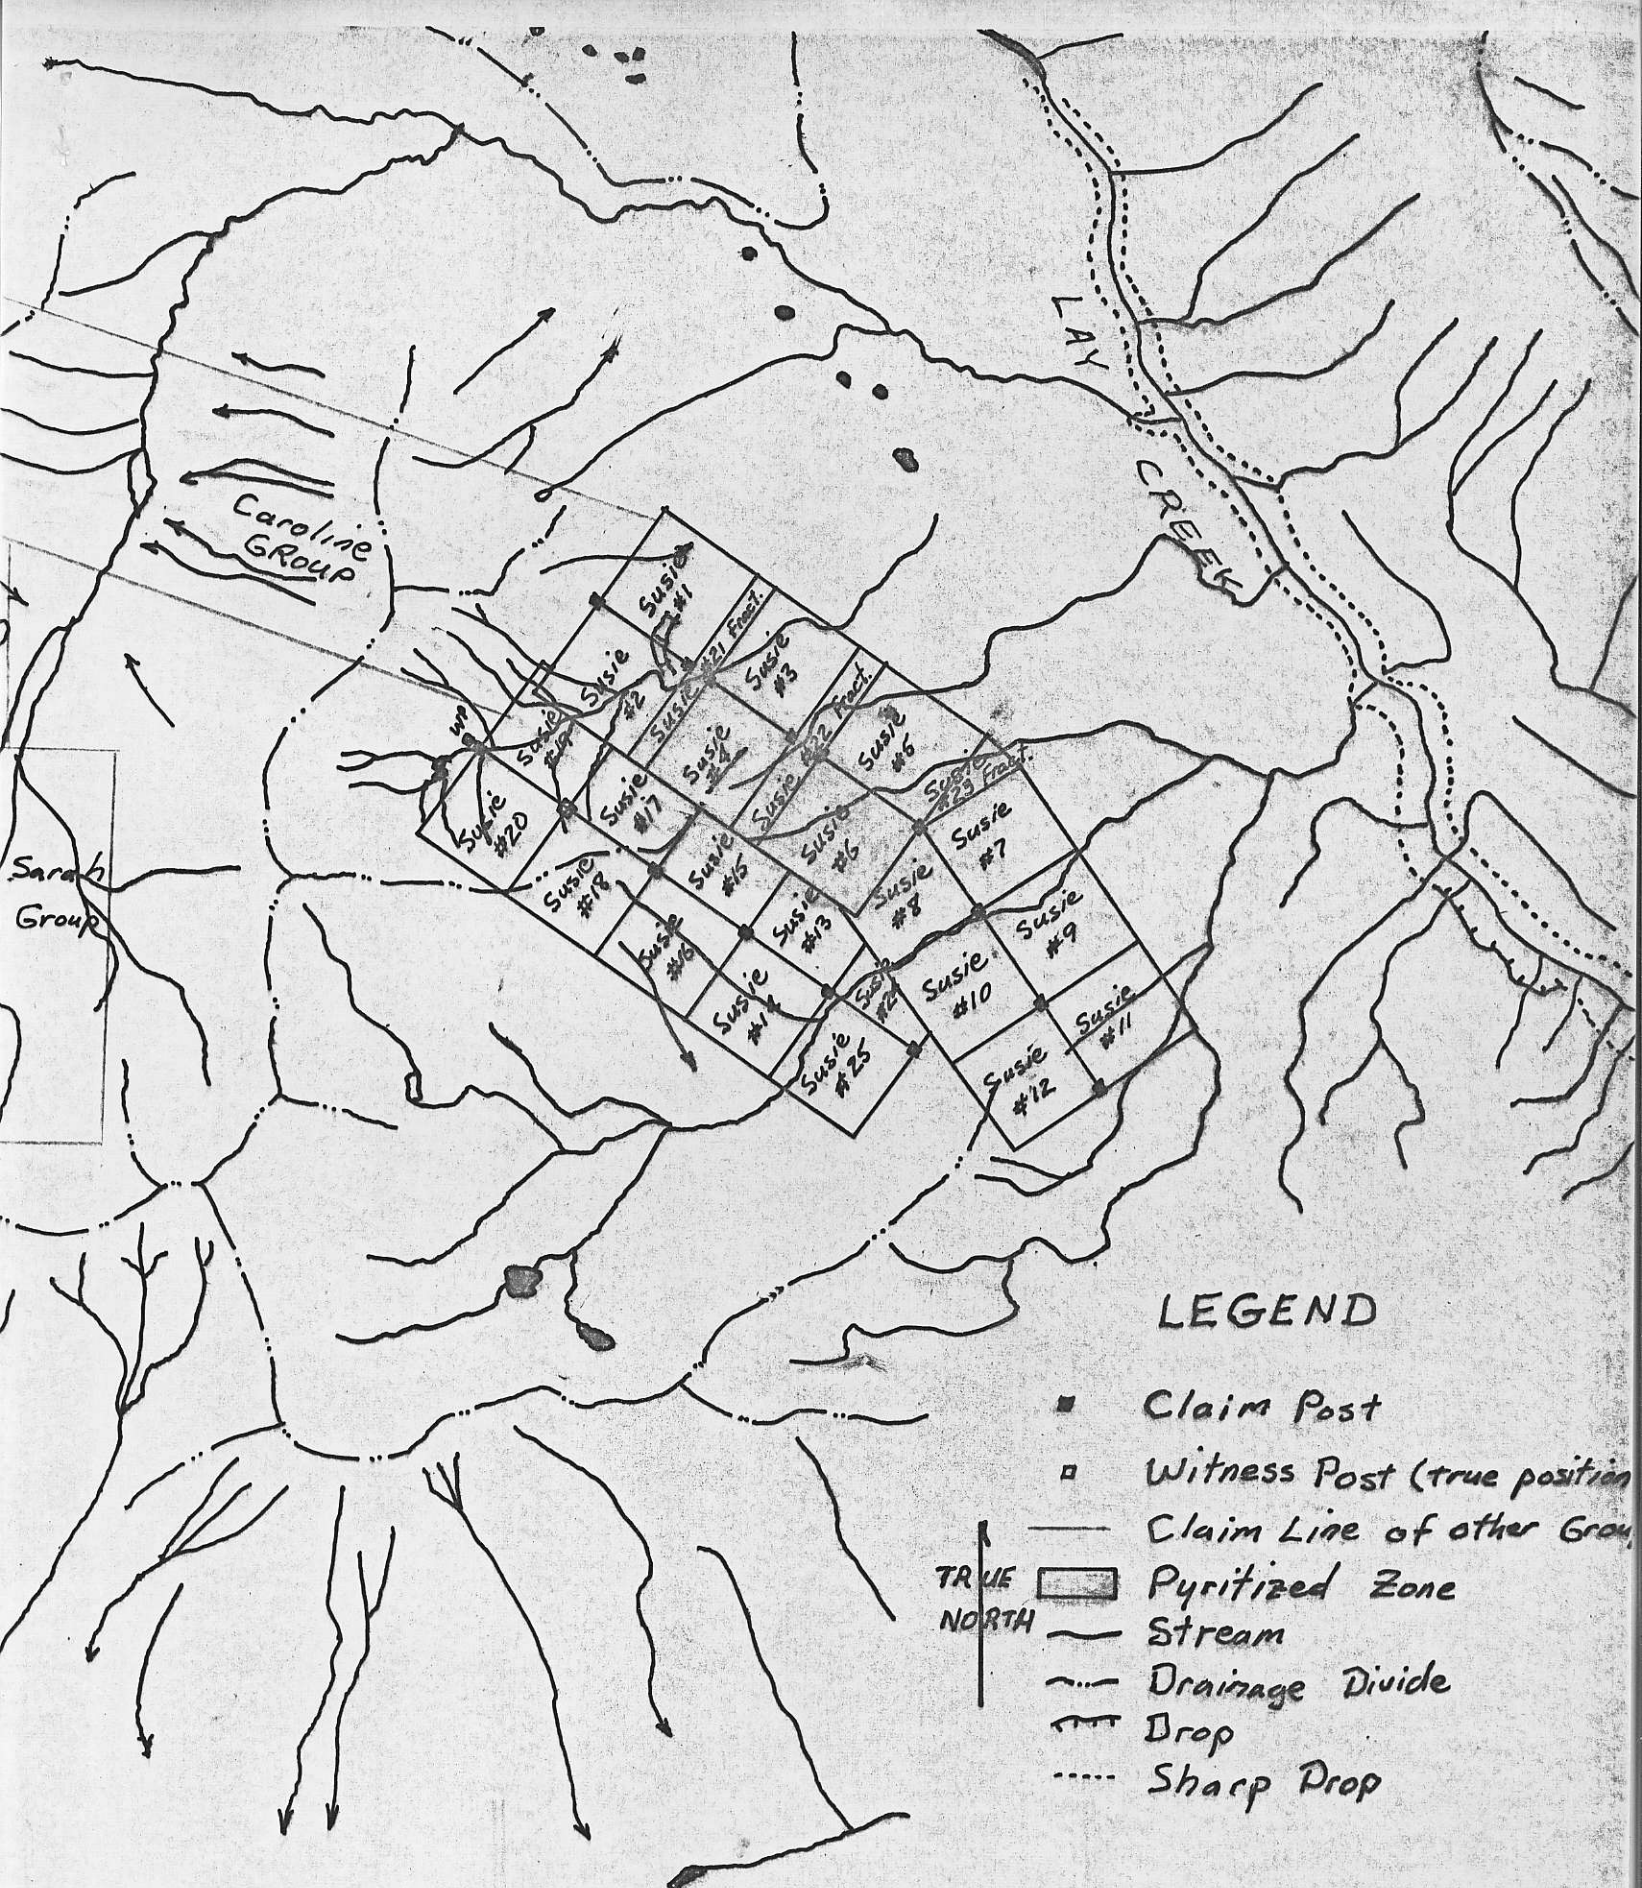 LAY
CREEK
Caroline
GROUP
Susie
#1
Susie
#2
Susie #21 Fract.
Susie
#3
Susie
#4
Susie #22 Fract.
Susie
#5
Susie
#23 Fract.
Susie
#6
Susie
#7
Susie
#8
Susie
#9
Susie
#10
Susie
#11
Susie
#12
Susie
#13
Susie
#14
Susie
#15
Susie
#16
Susie
#17
Susie
#18
Susie
WP
Susie
#20
Susie
Susie
#25
Sarah
Group
LEGEND
Claim Post
Witness Post (true position
Claim Line of other Grou
TRUE
NORTH
Pyritized Zone
Stream
Drainage Divide
Drop
Sharp Drop